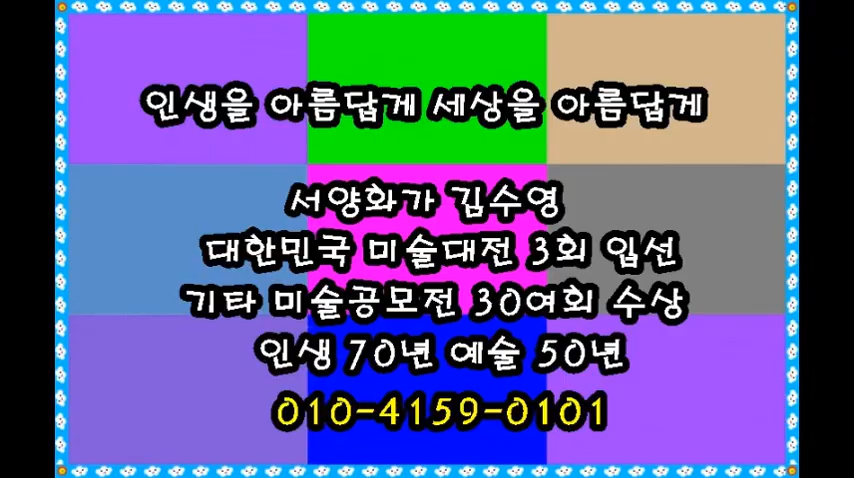 인생을 아름답게 세상을 아름답게
서양화가 김수영
대한민국 미술대전 3회 입선
기타 미술공모전 30여회 수상
인생 70년 예술 50년
010-4159-0101